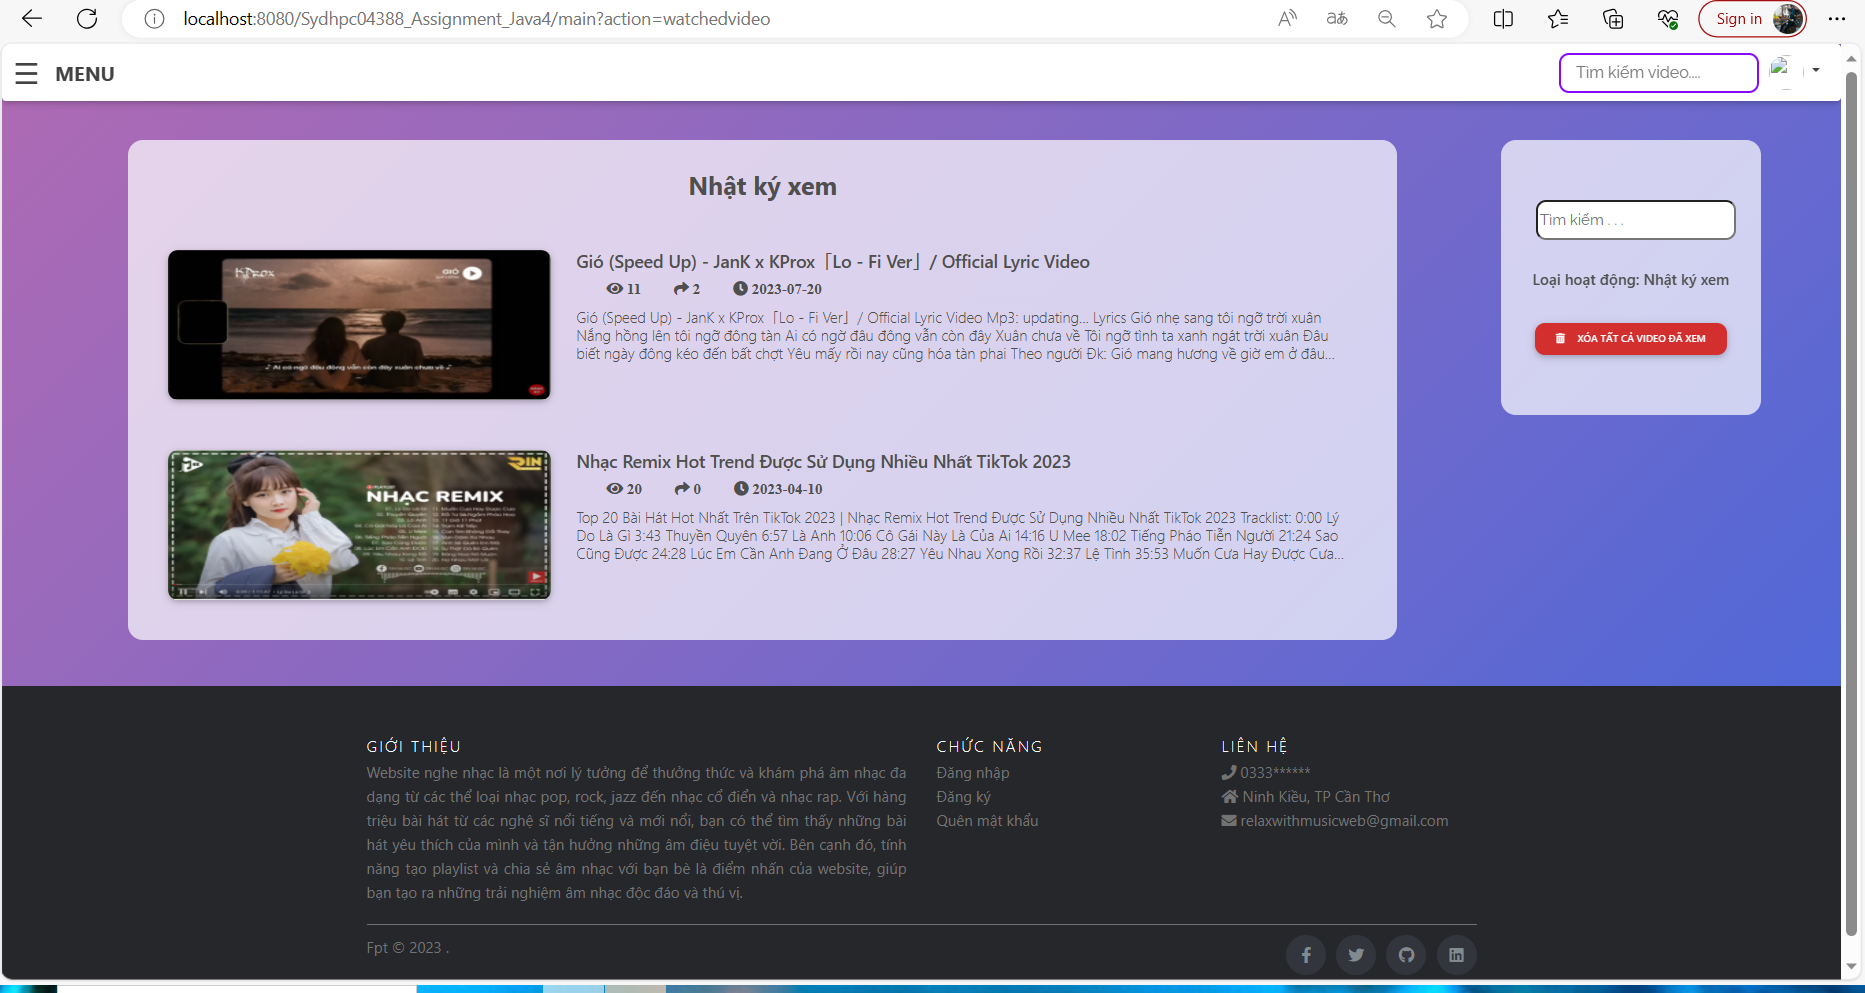 localhost:8080/Sydhpc04388_Assignment_Java4/main?action=watchedvideo
Sign in
MENU
Tìm kiếm video....
Nhật ký xem
KProx
GIÓ
♪ Ai có ngờ đâu đông vẫn còn đây xuân chưa về ♪
Gió (Speed Up) - JanK x KProx「Lo - Fi Ver」/ Official Lyric Video
11 2 2023-07-20
Gió (Speed Up) - JanK x KProx「Lo - Fi Ver」/ Official Lyric Video Mp3: updating... Lyrics Gió nhẹ sang tôi ngỡ trời xuân
Nắng hồng lên tôi ngỡ đông tàn Ai có ngờ đâu đông vẫn còn đây Xuân chưa về Tôi ngỡ tình ta xanh ngát trời xuân Đâu
biết ngày đông kéo đến bất chợt Yêu mấy rồi nay cũng hóa tàn phai Theo người Đk: Gió mang hương về giờ em ở đâu...
RIN
NHẠC REMIX
Nhạc Remix Hot Trend Được Sử Dụng Nhiều Nhất TikTok 2023
20 0 2023-04-10
Top 20 Bài Hát Hot Nhất Trên TikTok 2023 | Nhạc Remix Hot Trend Được Sử Dụng Nhiều Nhất TikTok 2023 Tracklist: 0:00 Lý
Do Là Gì 3:43 Thuyền Quyên 6:57 Là Anh 10:06 Cô Gái Này Là Của Ai 14:16 U Mee 18:02 Tiếng Pháo Tiễn Người 21:24 Sao
Cũng Được 24:28 Lúc Em Cần Anh Đang Ở Đâu 28:27 Yêu Nhau Xong Rồi 32:37 Lệ Tình 35:53 Muốn Cưa Hay Được Cưa...
Tìm kiếm . . .
Loại hoạt động: Nhật ký xem
XÓA TẤT CẢ VIDEO ĐÃ XEM
GIỚI THIỆU
Website nghe nhạc là một nơi lý tưởng để thưởng thức và khám phá âm nhạc đa
dạng từ các thể loại nhạc pop, rock, jazz đến nhạc cổ điển và nhạc rap. Với hàng
triệu bài hát từ các nghệ sĩ nổi tiếng và mới nổi, bạn có thể tìm thấy những bài
hát yêu thích của mình và tận hưởng những âm điệu tuyệt vời. Bên cạnh đó, tính
năng tạo playlist và chia sẻ âm nhạc với bạn bè là điểm nhấn của website, giúp
bạn tạo ra những trải nghiệm âm nhạc độc đáo và thú vị.
CHỨC NĂNG
Đăng nhập
Đăng ký
Quên mật khẩu
LIÊN HỆ
0333******
Ninh Kiều, TP Cần Thơ
relaxwithmusicweb@gmail.com
Fpt © 2023 .